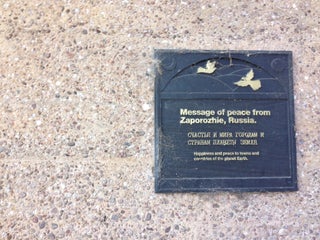 Message of peace from
Zaporozhie, Russia.
СЧАСТЬЯ И МИРА ГОРОДАМ И
СТРАНАМ ПЛАНЕТЫ ЗЕМЛЯ
Happiness and peace to towns and
countries of the planet Earth.